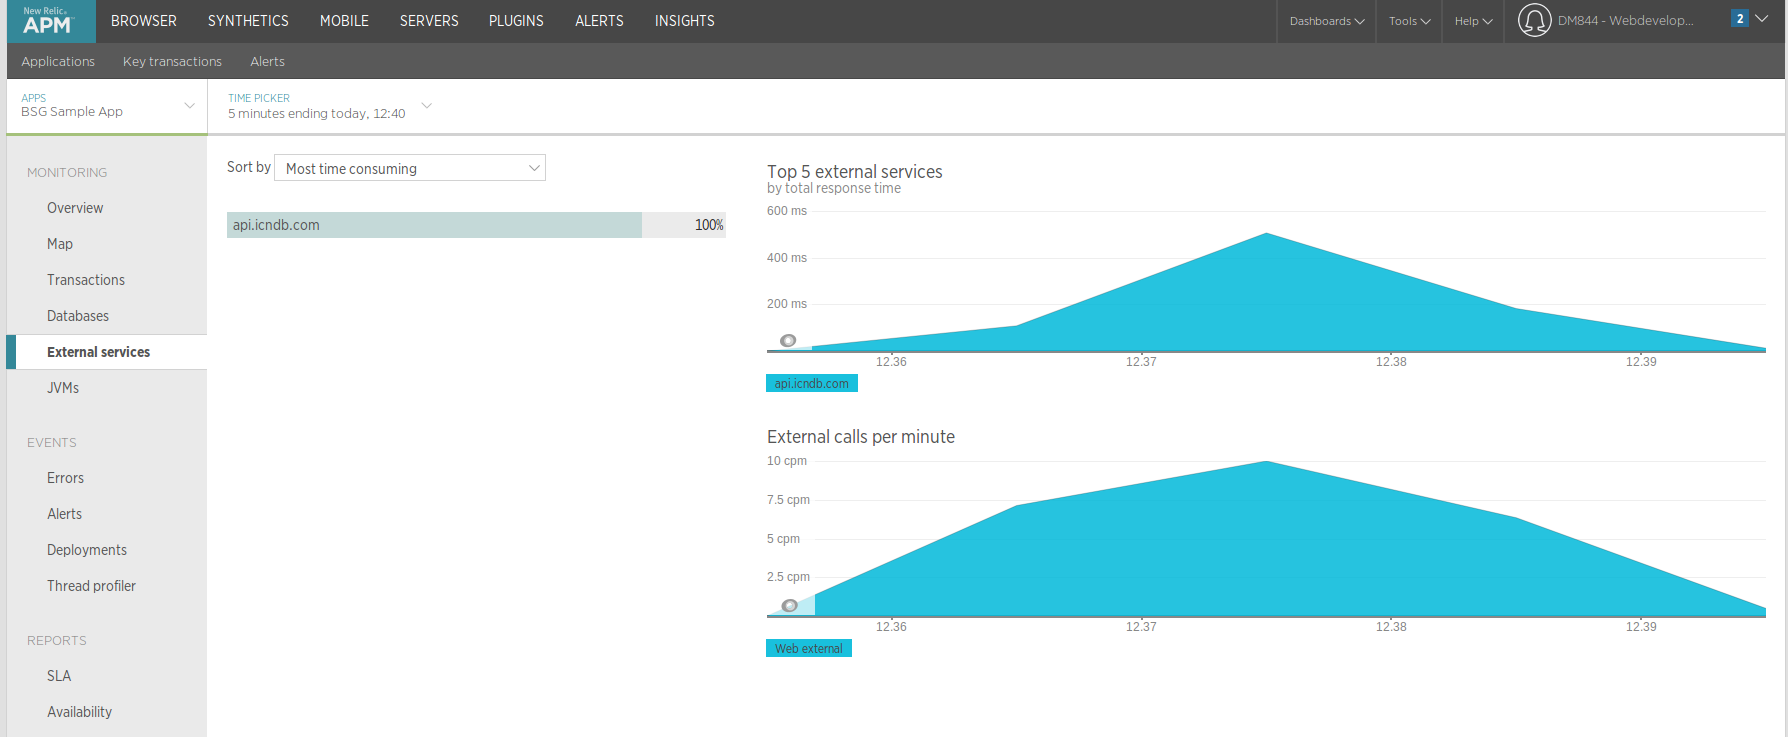 New Relic.
APM™
BROWSER SYNTHETICS MOBILE SERVERS PLUGINS ALERTS INSIGHTS
Dashboards Tools Help DM844 - Webdevelop... 2
Applications Key transactions Alerts
APPS
BSG Sample App
TIME PICKER
5 minutes ending today, 12:40
MONITORING
Overview
Map
Transactions
Databases
External services
JVMs
EVENTS
Errors
Alerts
Deployments
Thread profiler
REPORTS
SLA
Availability
Sort by Most time consuming
api.icndb.com 100%
Top 5 external services
by total response time
600 ms
400 ms
200 ms
12.36 12.37 12.38 12.39
api.icndb.com
External calls per minute
10 cpm
7.5 cpm
5 cpm
2.5 cpm
12.36 12.37 12.38 12.39
Web external